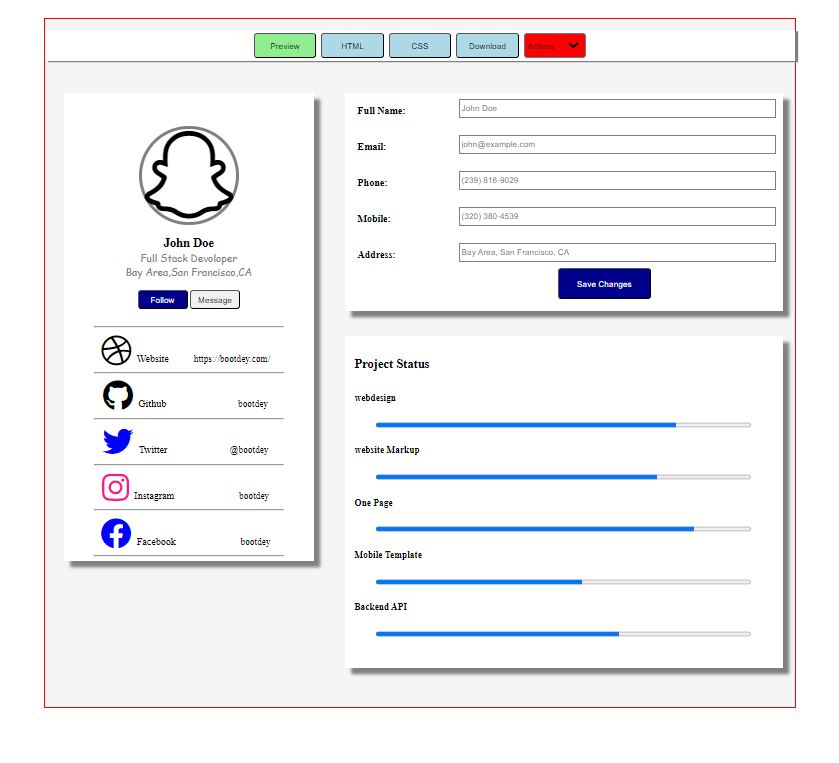 Preview HTML CSS Download Actions
John Doe
Full Stack Devoloper
Bay Area,San Francisco,CA
Follow Message
Website https://bootdey.com/
Github bootdey
Twitter @bootdey
Instagram bootdey
Facebook bootdey
Full Name: John Doe
Email: john@example.com
Phone: (239) 816-9029
Mobile: (320) 380-4539
Address: Bay Area, San Francisco, CA
Save Changes
Project Status
webdesign
website Markup
One Page
Mobile Template
Backend API